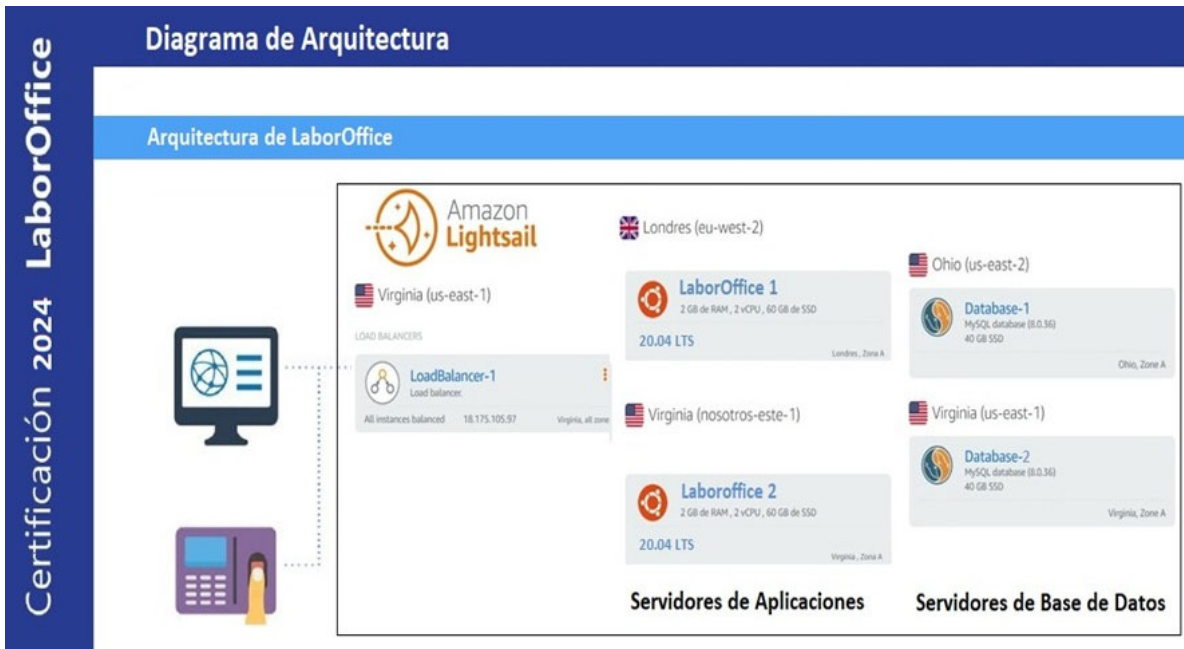 Certificación 2024 LaborOffice
Diagrama de Arquitectura
Arquitectura de LaborOffice
Amazon
Lightsail
Virginia (us-east-1)
LOAD BALANCERS
LoadBalancer-1
Load balancer.
All instances balanced 18.175.105.97 Virginia, all zone
Londres (eu-west-2)
LaborOffice 1
2 GB de RAM , 2 vCPU , 60 GB de SSD
20.04 LTS
Londres , Zona A
Virginia (nosotros-este-1)
Laboroffice 2
2 GB de RAM , 2 vCPU , 60 GB de SSD
20.04 LTS
Virginia , Zona A
Servidores de Aplicaciones
Ohio (us-east-2)
Database-1
MySQL database (8.0.36)
40 GB SSD
Ohio, Zone A
Virginia (us-east-1)
Database-2
MySQL database (8.0.36)
40 GB SSD
Virginia, Zone A
Servidores de Base de Datos